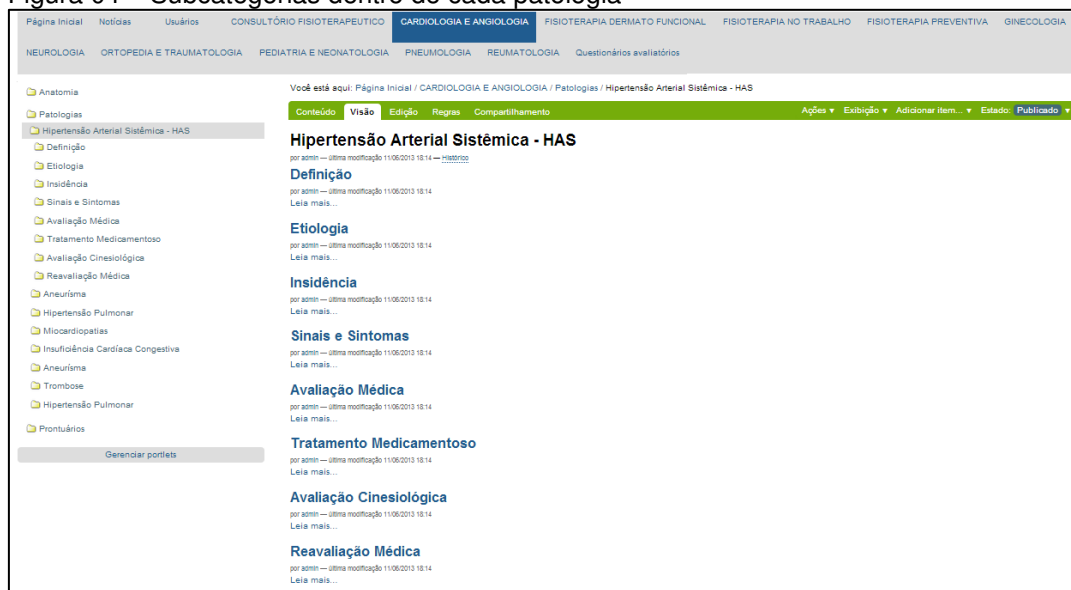 Figura 01 – Subcategorias dentro de cada patologia
Página Inicial Notícias Usuários CONSULTÓRIO FISIOTERAPEUTICO CARDIOLOGIA E ANGIOLOGIA FISIOTERAPIA DERMATO FUNCIONAL FISIOTERAPIA NO TRABALHO FISIOTERAPIA PREVENTIVA GINECOLOGIA
NEUROLOGIA ORTOPEDIA E TRAUMATOLOGIA PEDIATRIA E NEONATOLOGIA PNEUMOLOGIA REUMATOLOGIA Questionários avaliatórios
Anatomia
Patologias
Hipertensão Arterial Sistêmica - HAS
Definição
Etiologia
Insidência
Sinais e Sintomas
Avaliação Médica
Tratamento Medicamentoso
Avaliação Cinesiológica
Reavaliação Médica
Aneurísma
Hipertensão Pulmonar
Miocardiopatias
Insuficiência Cardíaca Congestiva
Aneurísma
Trombose
Hipertensão Pulmonar
Prontuários
Gerenciar portlets
Você está aqui: Página Inicial / CARDIOLOGIA E ANGIOLOGIA / Patologias / Hipertensão Arterial Sistêmica - HAS
Conteúdo Visão Edição Regras Compartilhamento Ações ▼ Exibição ▼ Adicionar item... ▼ Estado: Publicado ▼
Hipertensão Arterial Sistêmica - HAS
por admin — última modificação 11/06/2013 18:14 — Histórico
Definição
por admin — última modificação 11/06/2013 18:14
Leia mais...
Etiologia
por admin — última modificação 11/06/2013 18:14
Leia mais...
Insidência
por admin — última modificação 11/06/2013 18:14
Leia mais...
Sinais e Sintomas
por admin — última modificação 11/06/2013 18:14
Leia mais...
Avaliação Médica
por admin — última modificação 11/06/2013 18:14
Leia mais...
Tratamento Medicamentoso
por admin — última modificação 11/06/2013 18:14
Leia mais...
Avaliação Cinesiológica
por admin — última modificação 11/06/2013 18:14
Leia mais...
Reavaliação Médica
por admin — última modificação 11/06/2013 18:14
Leia mais...